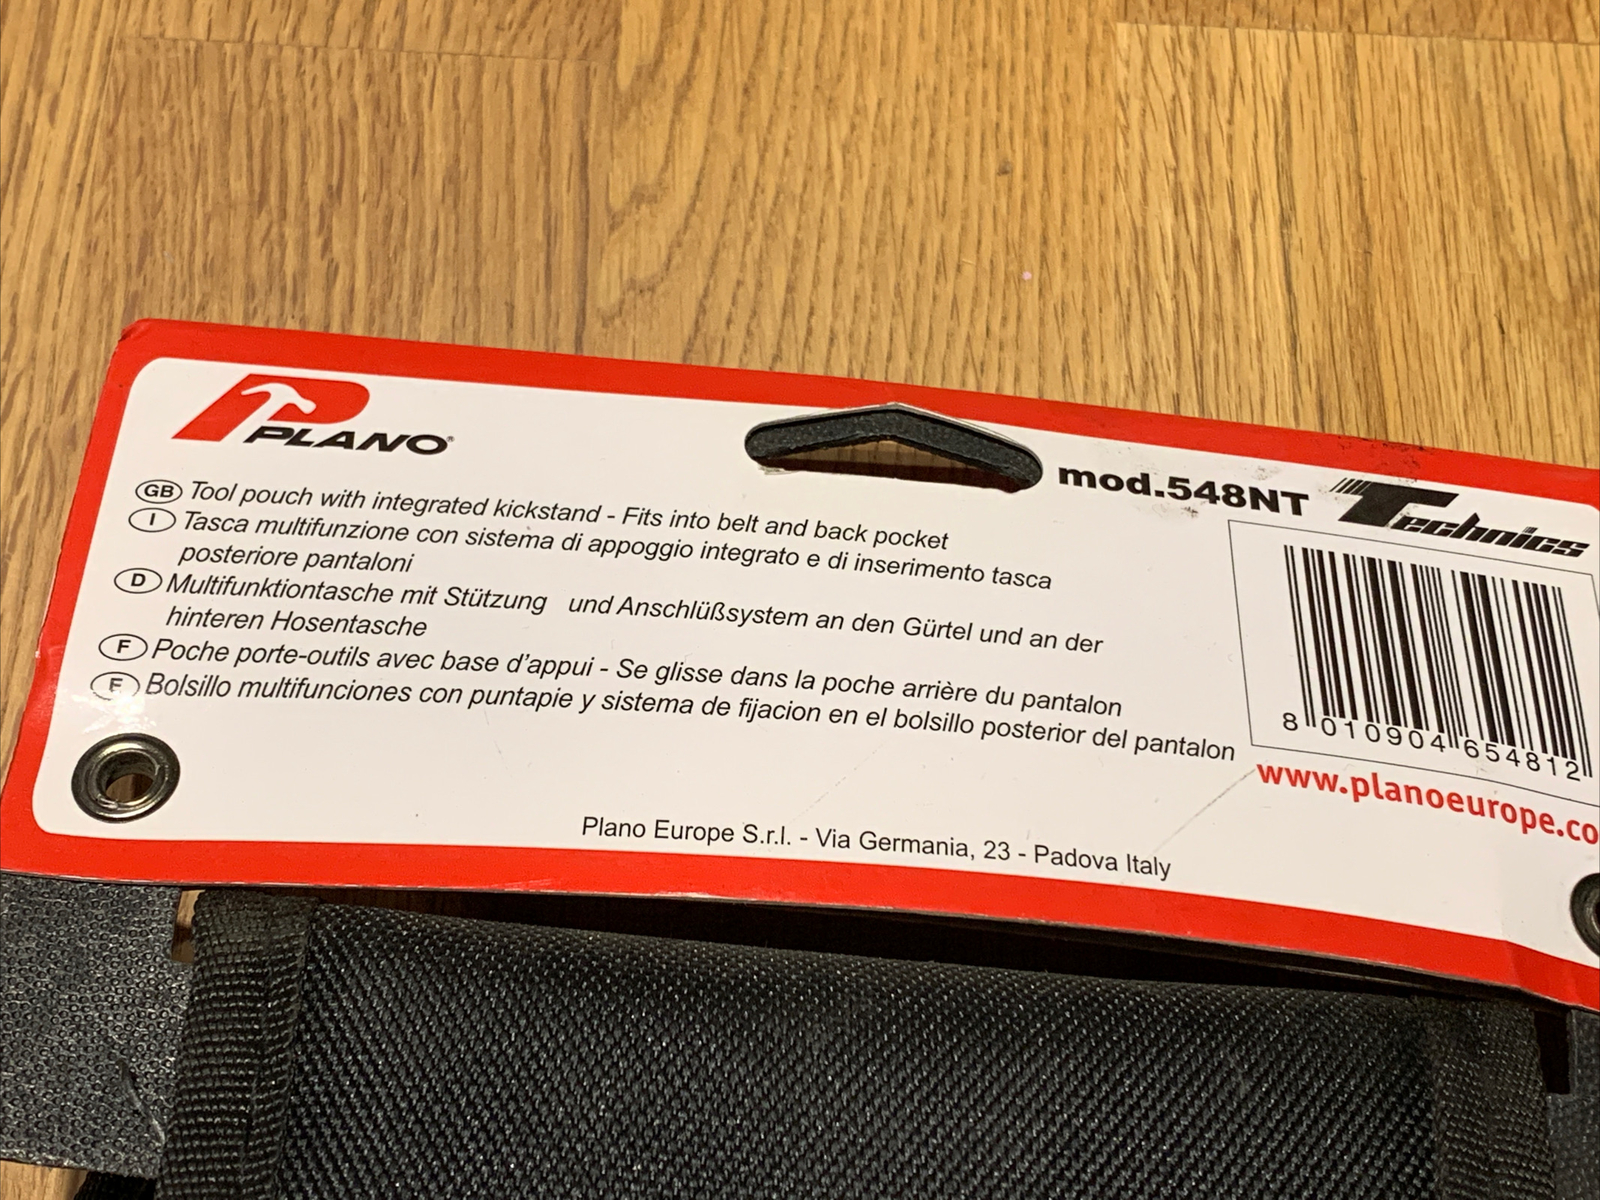 PLANO®
mod.548NT Technics
GB Tool pouch with integrated kickstand - Fits into belt and back pocket
I Tasca multifunzione con sistema di appoggio integrato e di inserimento tasca
posteriore pantaloni
D Multifunktiontasche mit Stützung und Anschlüßsystem an den Gürtel und an der
hinteren Hosentasche
F Poche porte-outils avec base d'appui - Se glisse dans la poche arrière du pantalon
E Bolsillo multifunciones con puntapie y sistema de fijacion en el bolsillo posterior del pantalon
8 010904 654812
www.planoeurope.co
Plano Europe S.r.l. - Via Germania, 23 - Padova Italy